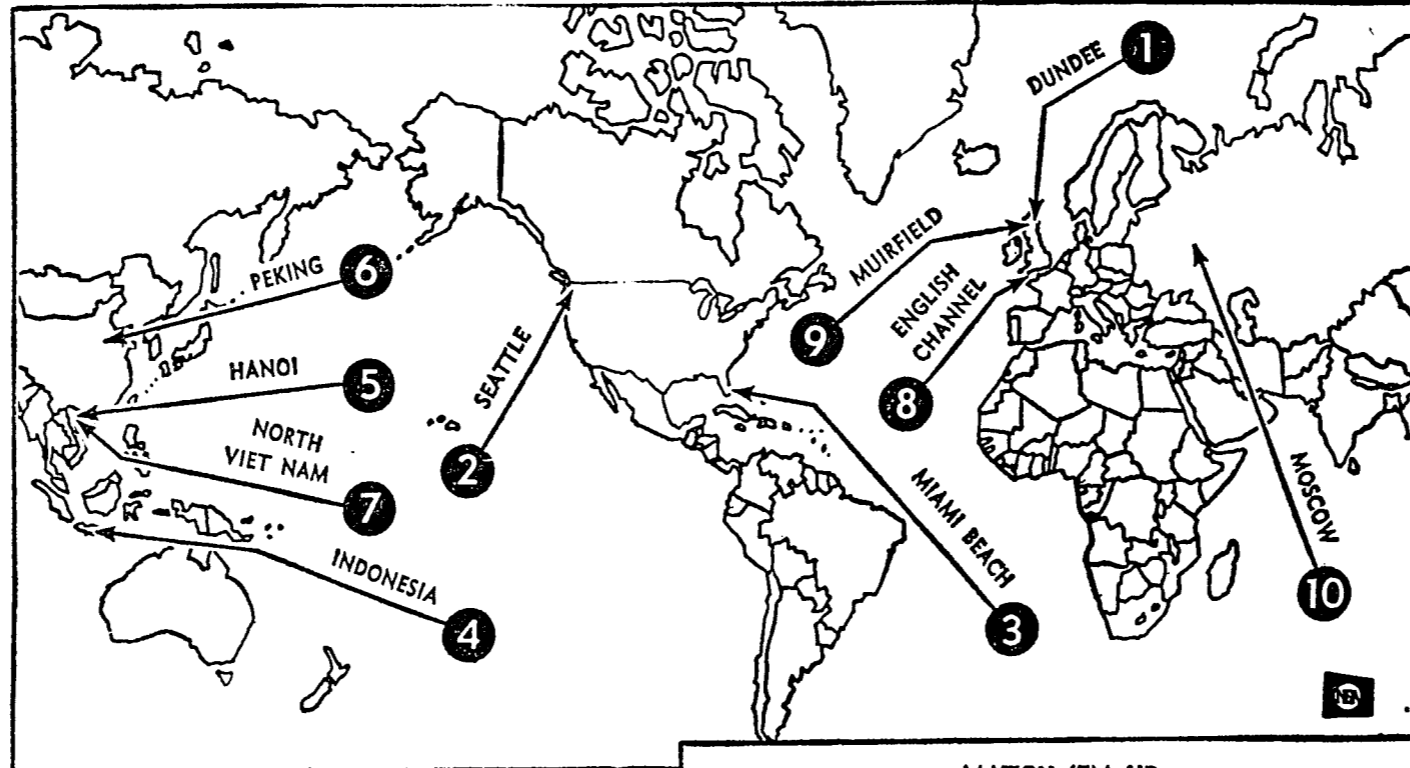 DUNDEE
1
PEKING
6
MUIRFIELD
9
ENGLISH
CHANNEL
8
HANOI
5
SEATTLE
2
NORTH
VIET NAM
7
MIAMI BEACH
3
MOSCOW
10
INDONESIA
4
NEA